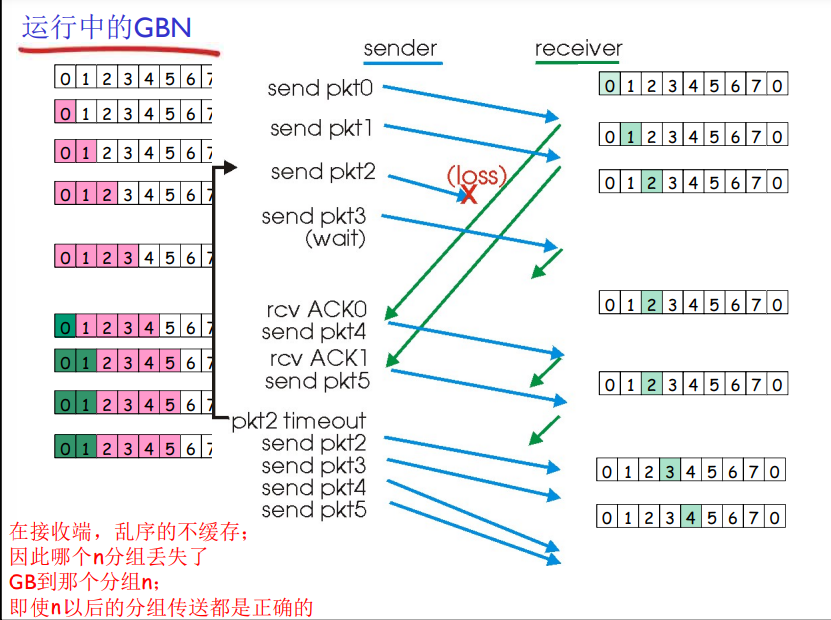 运行中的GBN
sender
receiver
0 1 2 3 4 5 6 7
0 1 2 3 4 5 6 7
0 1 2 3 4 5 6 7
0 1 2 3 4 5 6 7
0 1 2 3 4 5 6 7
0 1 2 3 4 5 6 7
0 1 2 3 4 5 6 7
0 1 2 3 4 5 6 7
0 1 2 3 4 5 6 7
send pkt0
send pkt1
send pkt2
(loss)
X
send pkt3
(wait)
rcv ACK0
send pkt4
rcv ACK1
send pkt5
pkt2 timeout
send pkt2
send pkt3
send pkt4
send pkt5
0 1 2 3 4 5 6 7 0
0 1 2 3 4 5 6 7 0
0 1 2 3 4 5 6 7 0
0 1 2 3 4 5 6 7 0
0 1 2 3 4 5 6 7 0
0 1 2 3 4 5 6 7 0
0 1 2 3 4 5 6 7 0
在接收端，乱序的不缓存；
因此哪个n分组丢失了
GB到那个分组n；
即使n以后的分组传送都是正确的